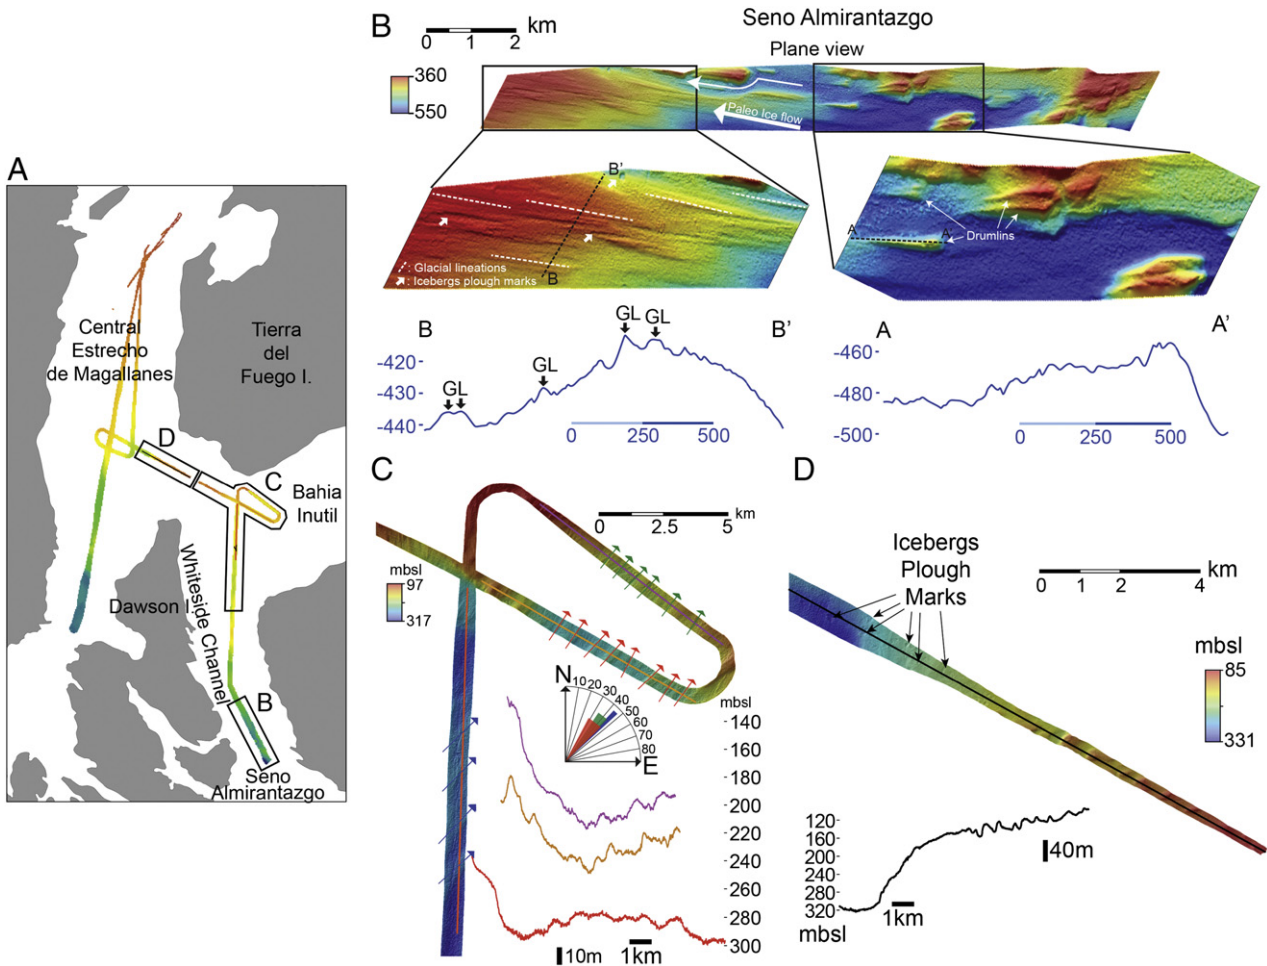 A
Central
Estrecho
de Magallanes
Tierra
del
Fuego I.
D
C
Bahia
Inutil
Dawson I.
Whiteside Channel
B
Seno
Almirantazgo
B
km
0 1 2
Seno Almirantazgo
Plane view
360
550
Paleo Ice flow
B'
B
: Glacial lineations
: Icebergs plough marks
A
A'
Drumlins
B
B'
GL
GL
GL
GL
-420
-430
-440
0 250 500
A
A'
-460
-480
-500
0 250 500
C
0 2.5 5 km
mbsl
97
317
N
10
20
30
40
50
60
70
80
E
mbsl
140
160
180
200
220
240
260
280
300
10m
1km
D
Icebergs
Plough
Marks
km
0 1 2 4
mbsl
85
331
120
160
200
240
280
320
mbsl
1km
40m